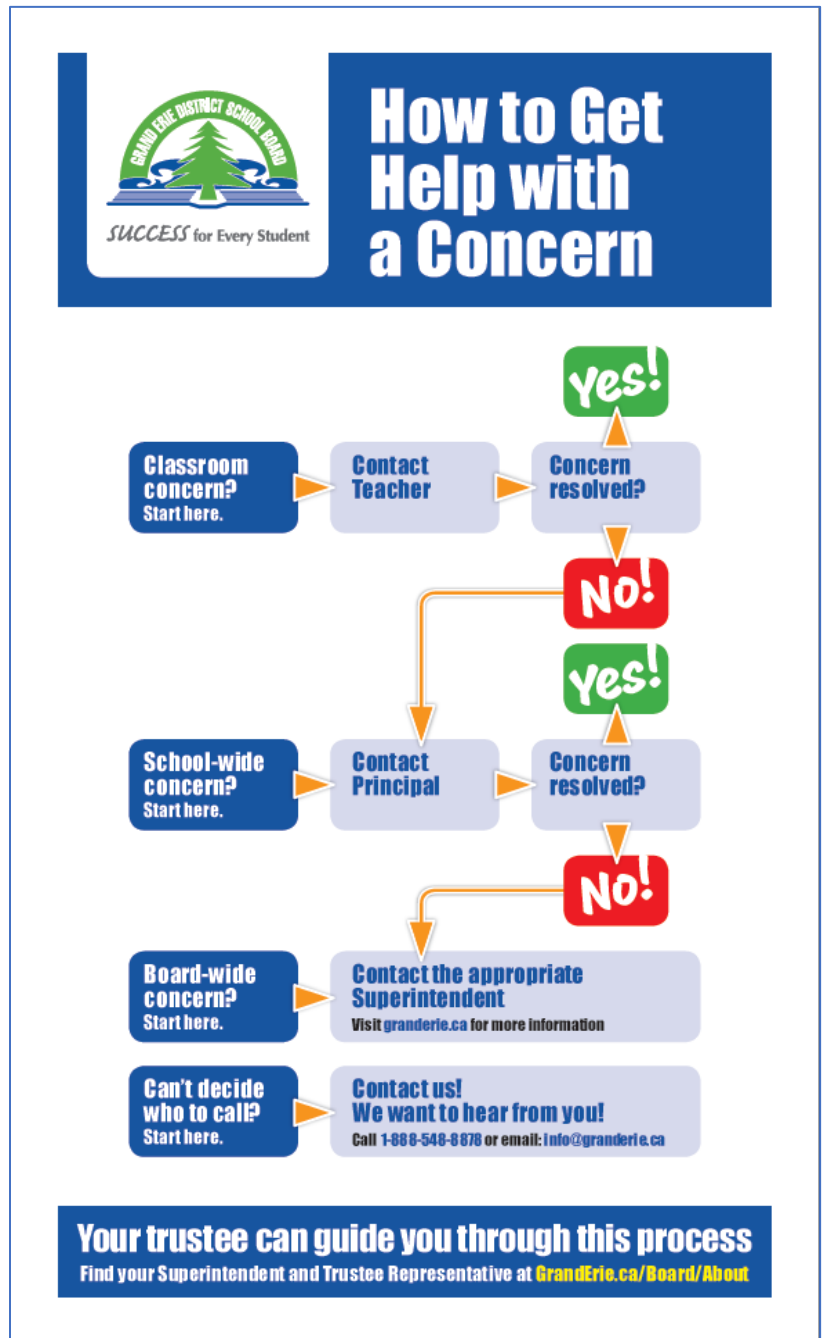 GRAND ERIE DISTRICT SCHOOL BOARD
SUCCESS for Every Student
How to Get
Help with
a Concern
Yes!
Classroom
concern?
Start here.
Contact
Teacher
Concern
resolved?
No!
Yes!
School-wide
concern?
Start here.
Contact
Principal
Concern
resolved?
No!
Board-wide
concern?
Start here.
Contact the appropriate
Superintendent
Visit granderie.ca for more information
Can't decide
who to call?
Start here.
Contact us!
We want to hear from you!
Call 1-888-548-8878 or email: info@granderie.ca
Your trustee can guide you through this process
Find your Superintendent and Trustee Representative at GrandErie.ca/Board/About